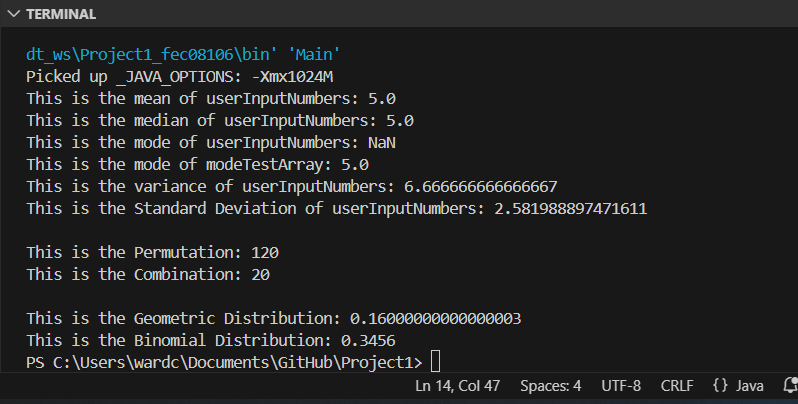 TERMINAL
dt_ws\Project1_fec08106\bin' 'Main'
Picked up _JAVA_OPTIONS: -Xmx1024M
This is the mean of userInputNumbers: 5.0
This is the median of userInputNumbers: 5.0
This is the mode of userInputNumbers: NaN
This is the mode of modeTestArray: 5.0
This is the variance of userInputNumbers: 6.666666666666667
This is the Standard Deviation of userInputNumbers: 2.581988897471611
This is the Permutation: 120
This is the Combination: 20
This is the Geometric Distribution: 0.16000000000000003
This is the Binomial Distribution: 0.3456
PS C:\Users\wardc\Documents\GitHub\Project1>
Ln 14, Col 47 Spaces: 4 UTF-8 CRLF {} Java